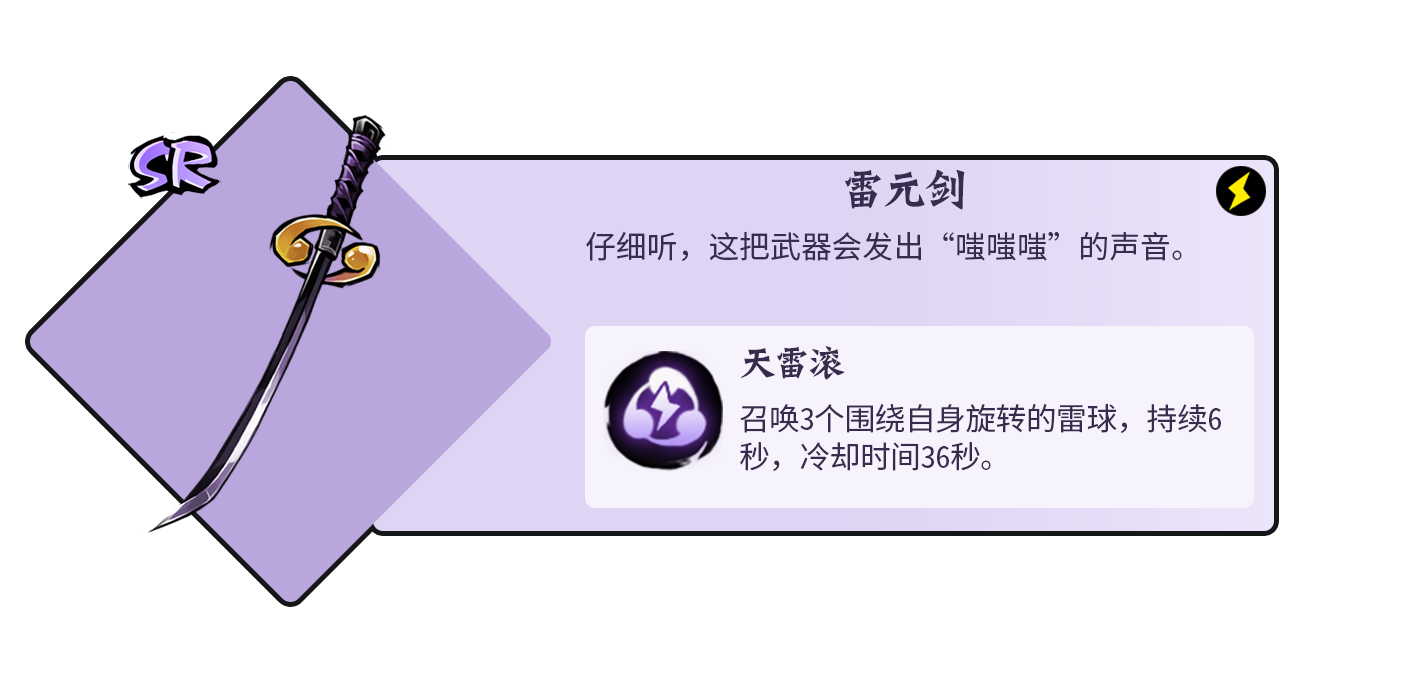 SR
雷元剑
仔细听，这把武器会发出“嗤嗤嗤”的声音。
天雷滚
召唤3个围绕自身旋转的雷球，持续6
秒，冷却时间36秒。